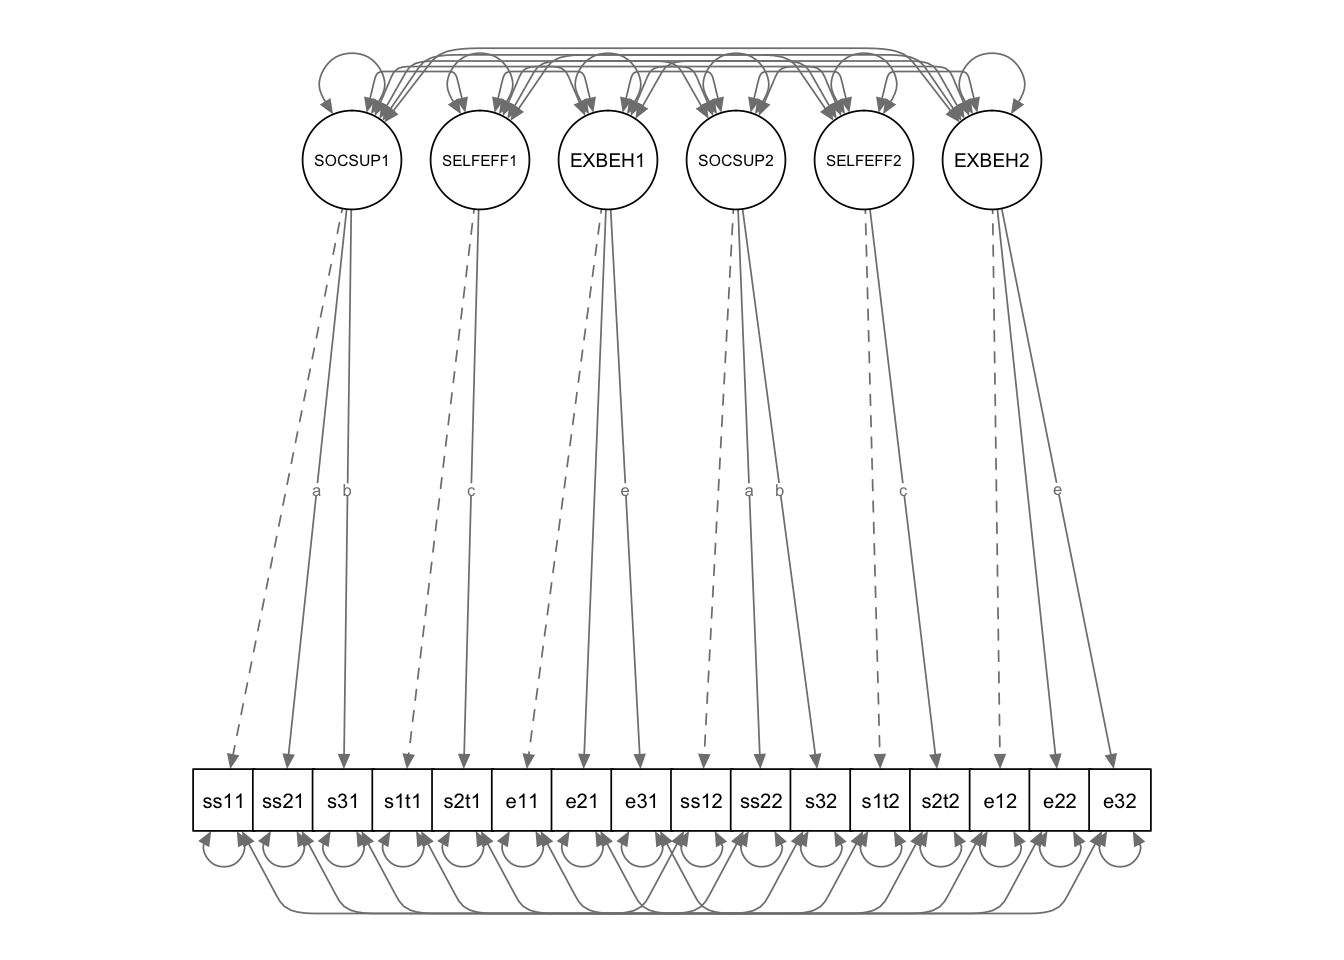 SOCSUP1 SELFEFF1 EXBEH1 SOCSUP2 SELFEFF2 EXBEH2
a b c e a b c e
ss11 ss21 s31 s1t1 s2t1 e11 e21 e31 ss12 ss22 s32 s1t2 s2t2 e12 e22 e32